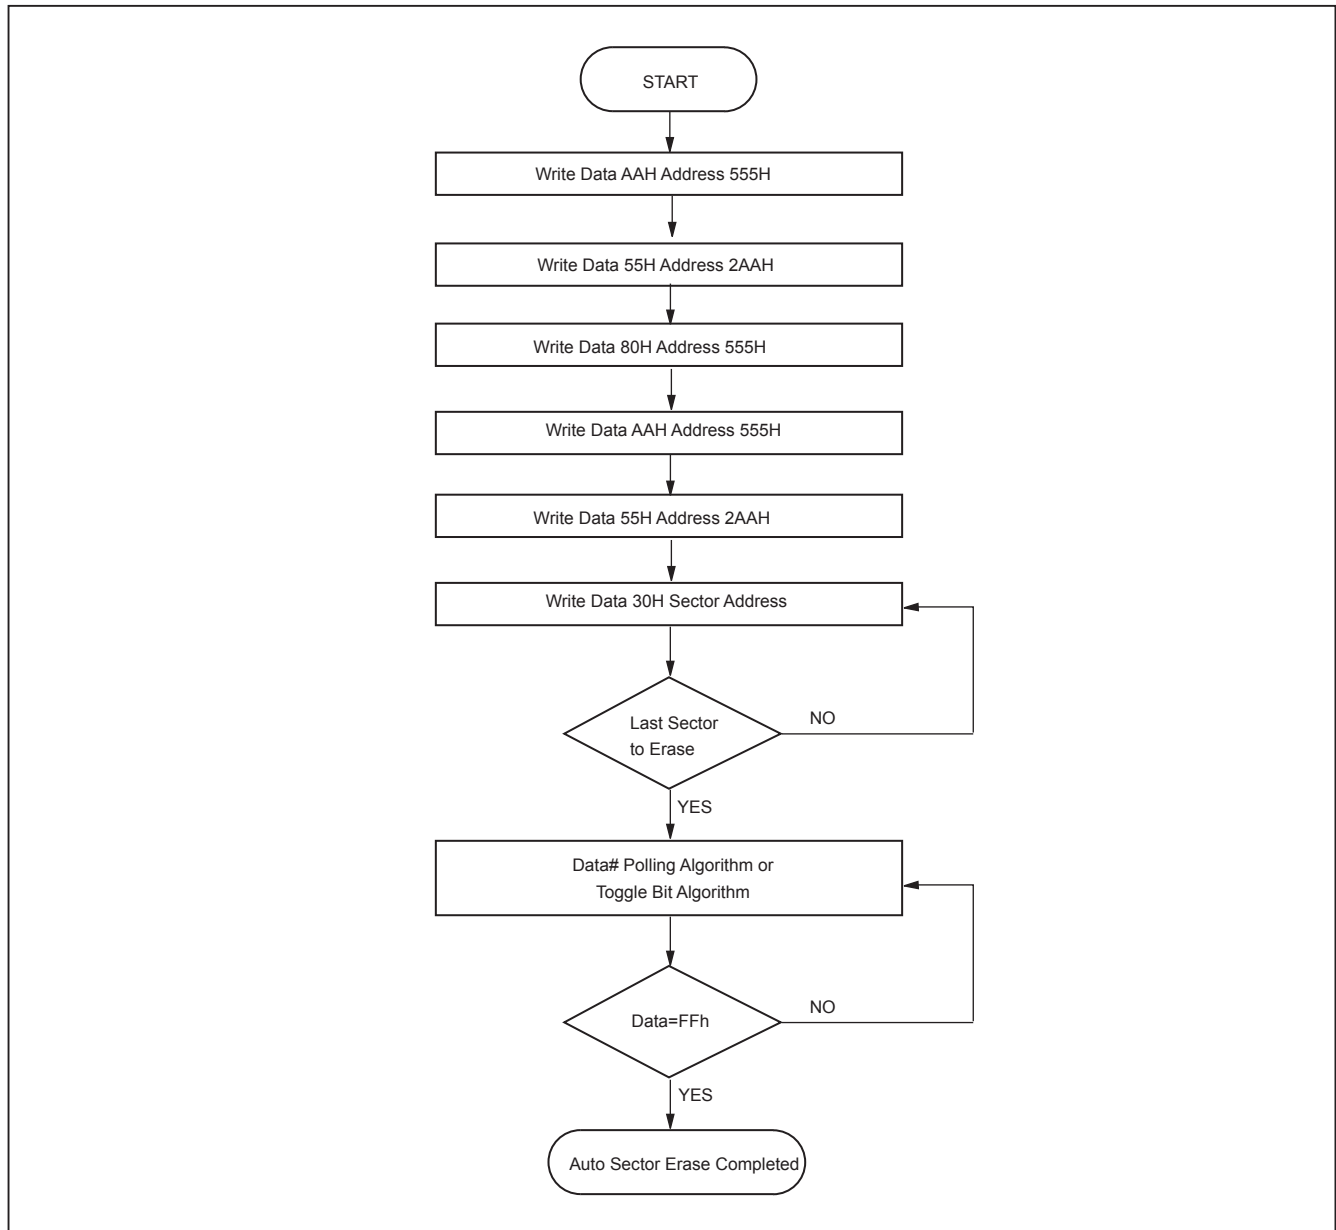 START
Write Data AAH Address 555H
Write Data 55H Address 2AAH
Write Data 80H Address 555H
Write Data AAH Address 555H
Write Data 55H Address 2AAH
Write Data 30H Sector Address
Last Sector
to Erase
NO
YES
Data# Polling Algorithm or
Toggle Bit Algorithm
Data=FFh
NO
YES
Auto Sector Erase Completed